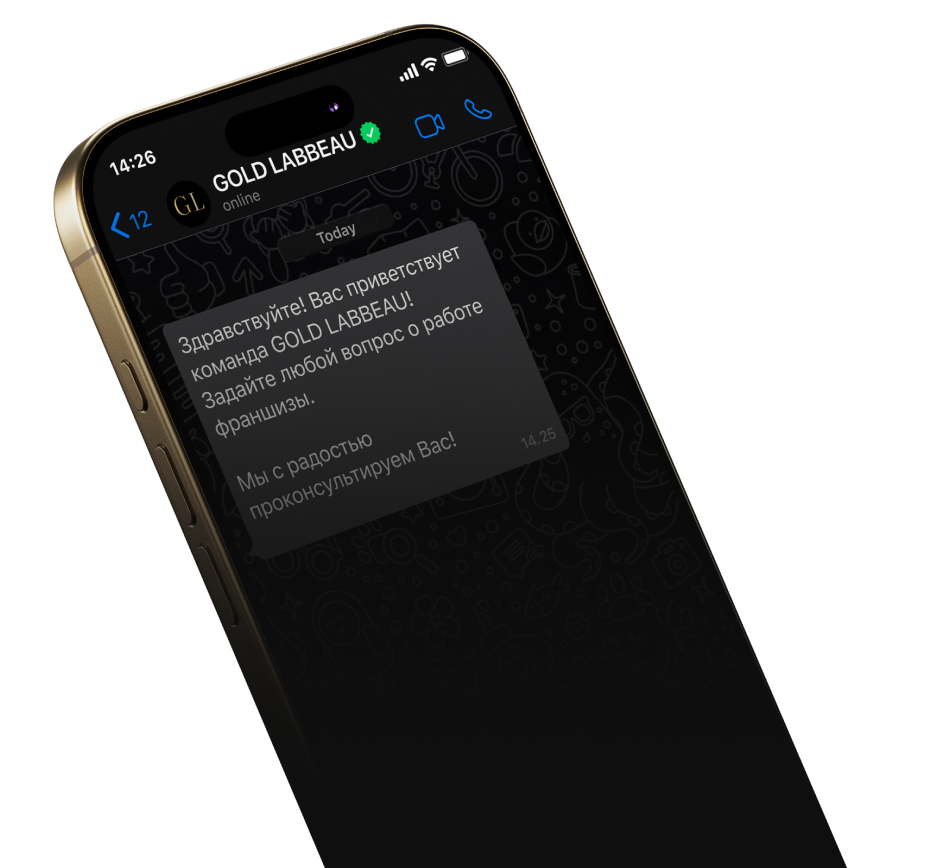 14:26
12
GL
GOLD LABBEAU
online
Today
Здравствуйте! Вас приветствует
команда GOLD LABBEAU!
Задайте любой вопрос о работе
франшизы.
Мы с радостью
проконсультируем Вас!
14.25